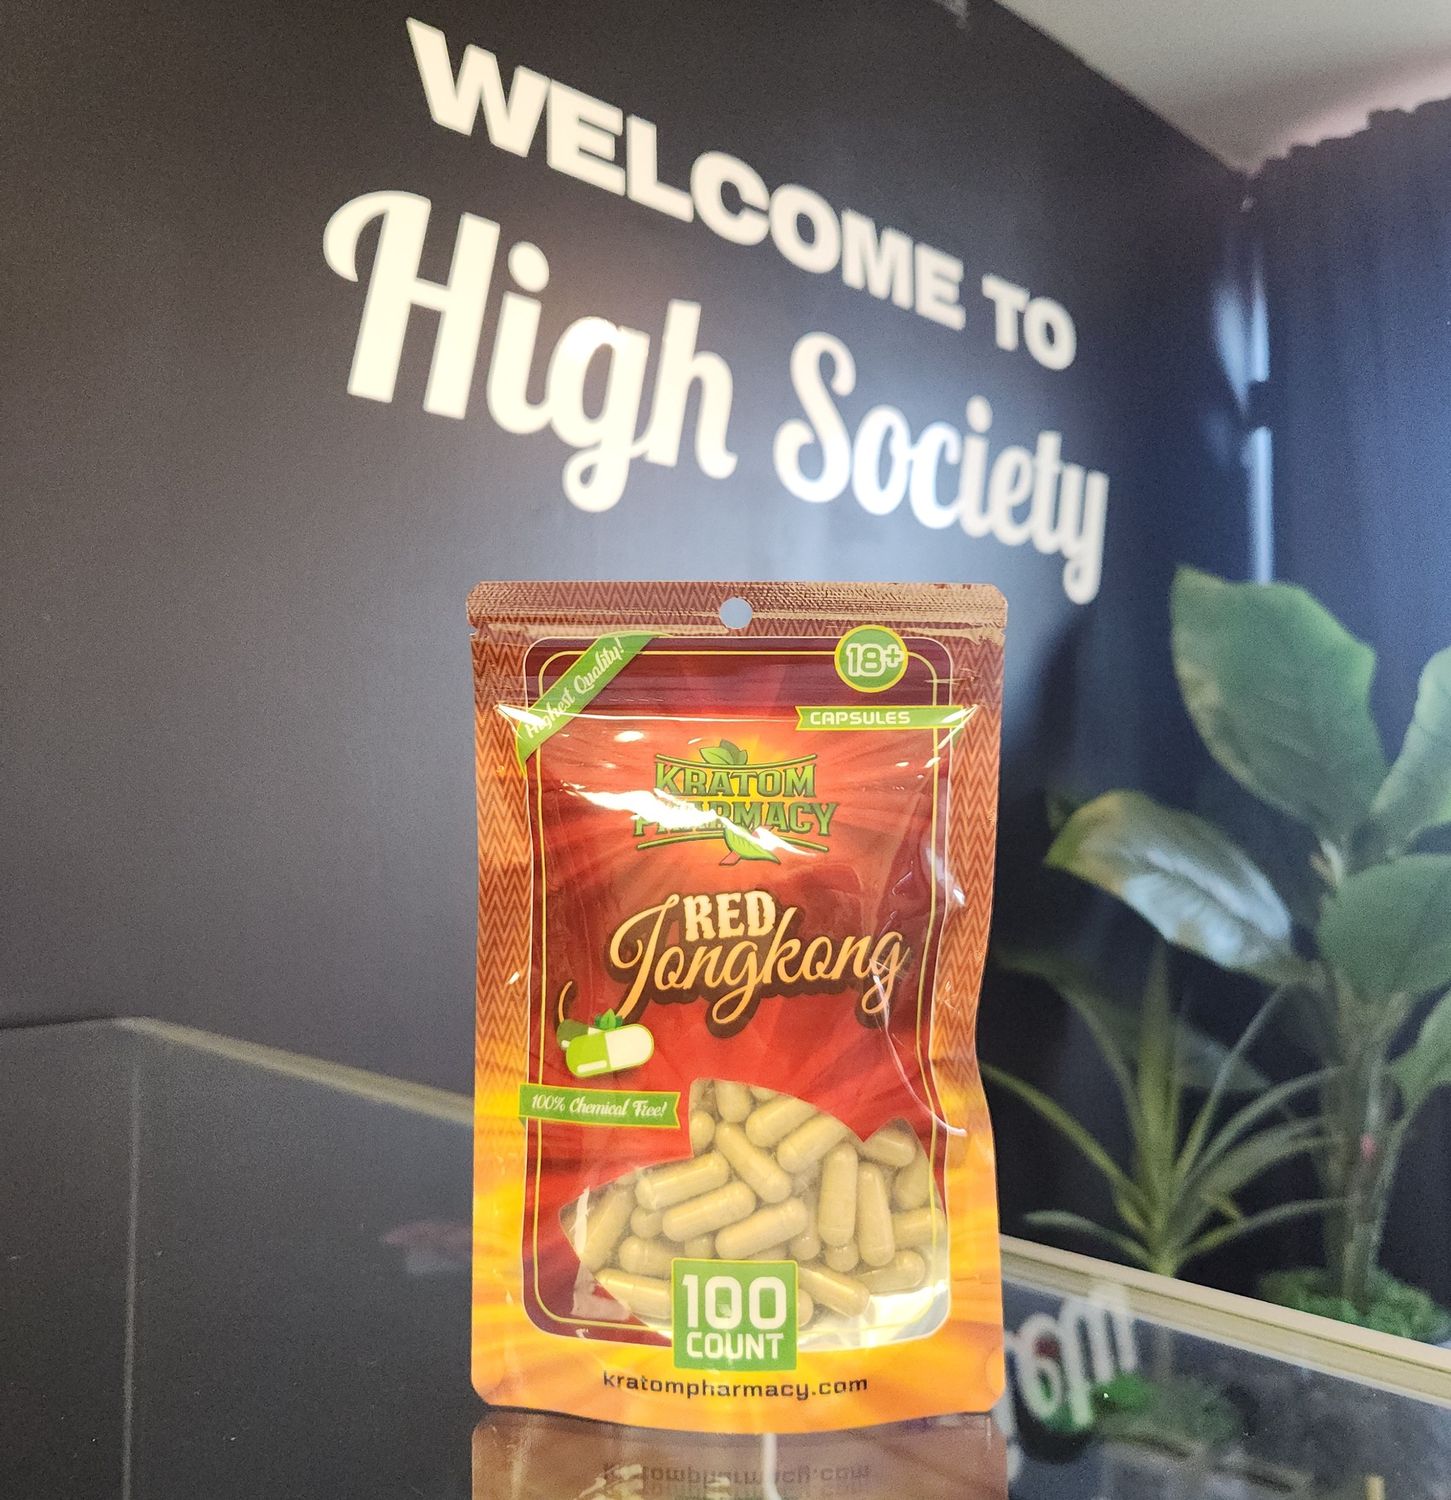 WELCOME TO
High Society
Highest Quality!
18+
CAPSULES
KRATOM
PHARMACY
RED
Jongkong
100% Chemical Free!
100
COUNT
kratompharmacy.com